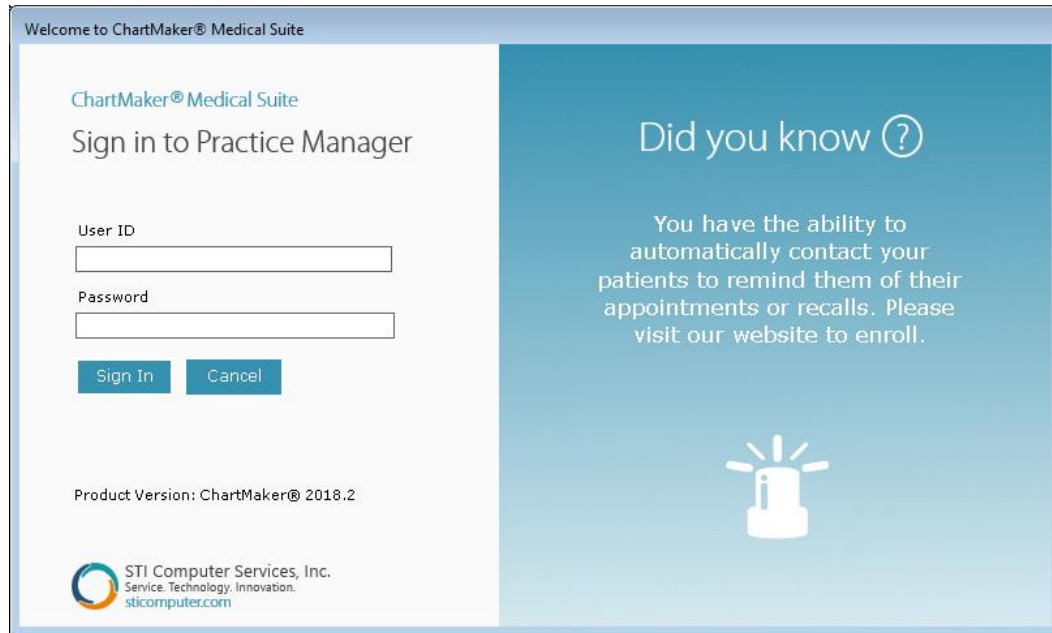 Welcome to ChartMaker® Medical Suite
ChartMaker® Medical Suite
Sign in to Practice Manager
User ID
Password
Sign In
Cancel
Product Version: ChartMaker® 2018.2
STI Computer Services, Inc.
Service. Technology. Innovation.
sticomputer.com
Did you know ?
You have the ability to
automatically contact your
patients to remind them of their
appointments or recalls. Please
visit our website to enroll.